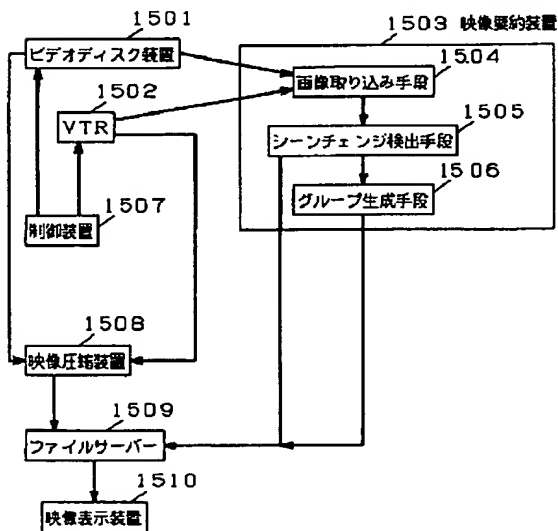 1501
ビデオディスク装置
1502
VTR
1503 映像要約装置
1504
画像取り込み手段
1505
シーンチェンジ検出手段
1506
グループ生成手段
1507
制御装置
1508
映像圧縮装置
1509
ファイルサーバー
1510
映像表示装置